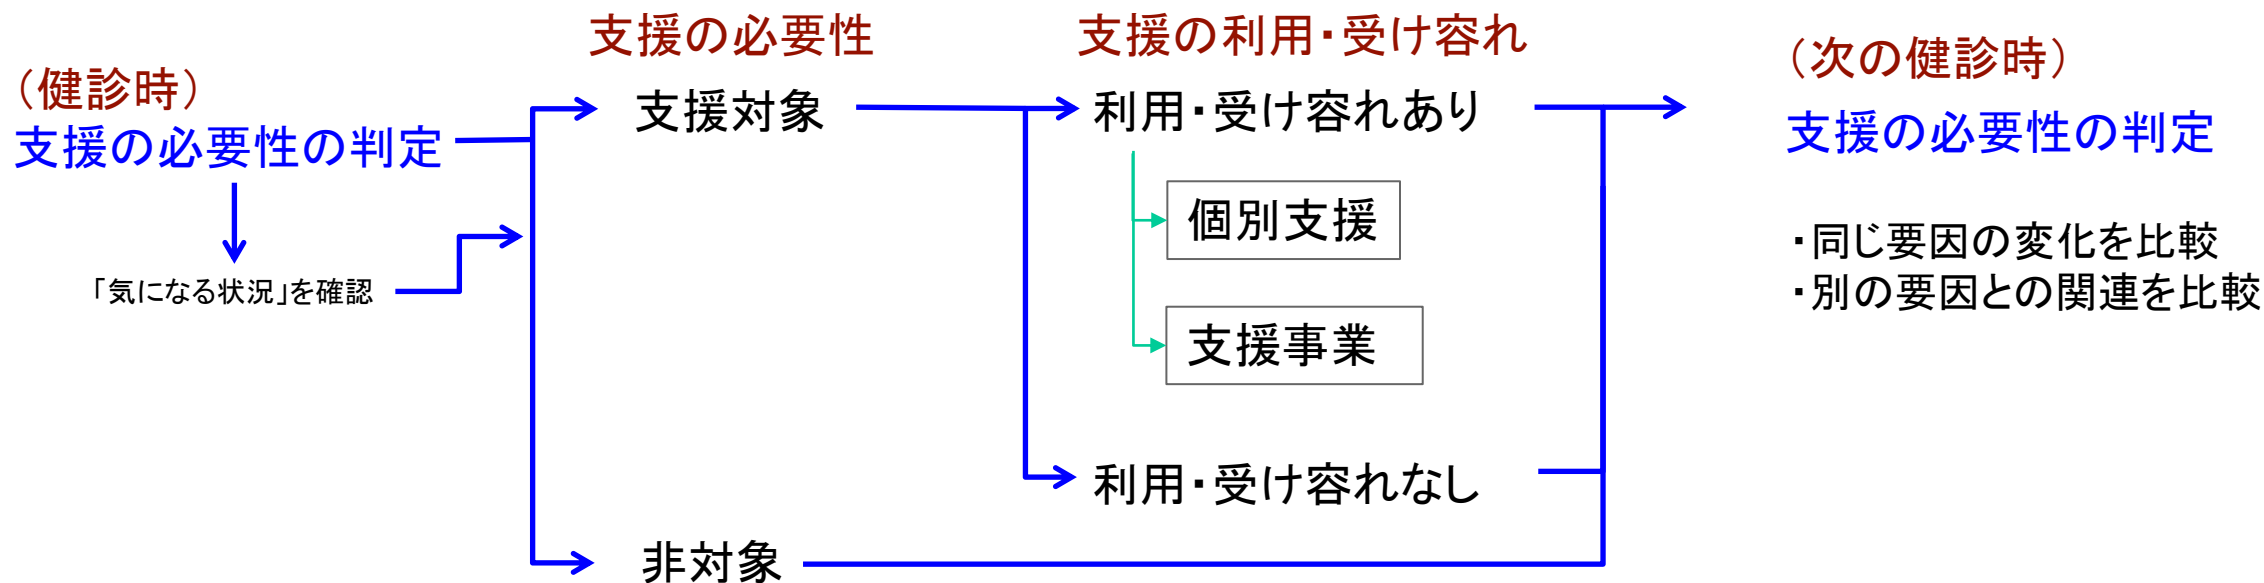 (健診時)
支援の必要性の判定
「気になる状況」を確認
支援の必要性
支援対象
非対象
支援の利用・受け容れ
利用・受け容れあり
個別支援
支援事業
利用・受け容れなし
(次の健診時)
支援の必要性の判定
・同じ要因の変化を比較
・別の要因との関連を比較